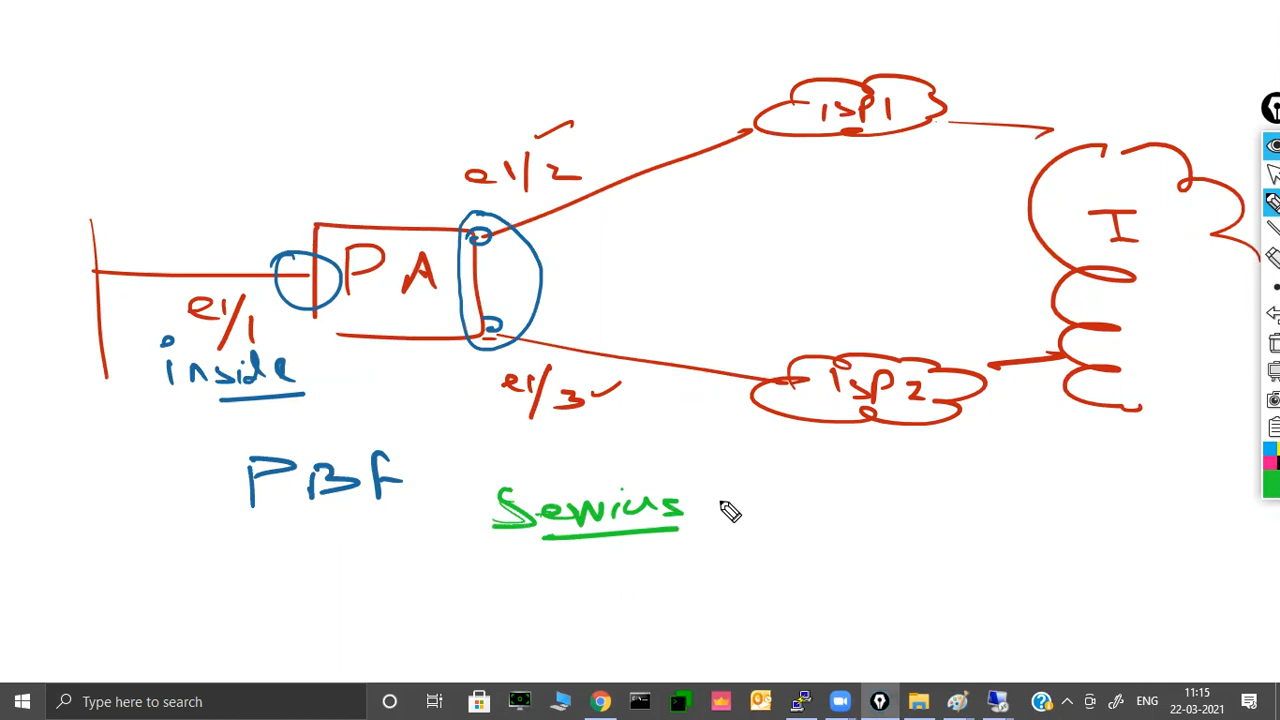 ISP1
e1/2
I
PA
e1/1
inside
e1/3
ISP2
PBF
Services
Type here to search
ENG
11:15
22-03-2021